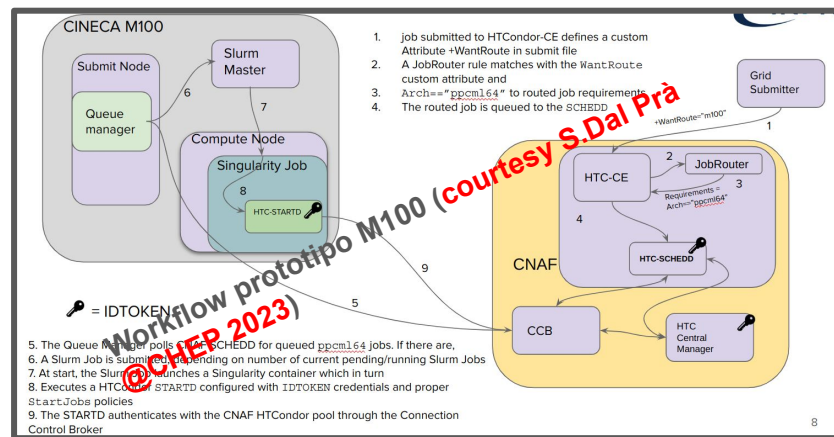 CINECA M100
Submit Node
Queue
manager
6
Slurm
Master
7
Compute Node
Singularity Job
8
HTC-STARTD
1. job submitted to HTCondor-CE defines a custom
Attribute +WantRoute in submit file
2. A JobRouter rule matches with the WantRoute
custom attribute and
3. Arch=="ppcml64" to routed job requirements
4. The routed job is queued to the SCHEDD
Grid
Submitter
+WantRoute="m100"
1
HTC-CE
2
JobRouter
3
Requirements =
Arch=="ppcml64"
4
HTC-SCHEDD
CNAF
9
5
CCB
HTC
Central
Manager
= IDTOKEN
Workflow prototipo M100 (courtesy S.Dal Prà
@CHEP 2023)
5. The Queue Manager polls CNAF SCHEDD for queued ppcml64 jobs. If there are,
6. A Slurm Job is submitted, depending on number of current pending/running Slurm Jobs
7. At start, the Slurm Job launches a Singularity container which in turn
8. Executes a HTCondor STARTD configured with IDTOKEN credentials and proper
StartJobs policies
9. The STARTD authenticates with the CNAF HTCondor pool through the Connection
Control Broker
8